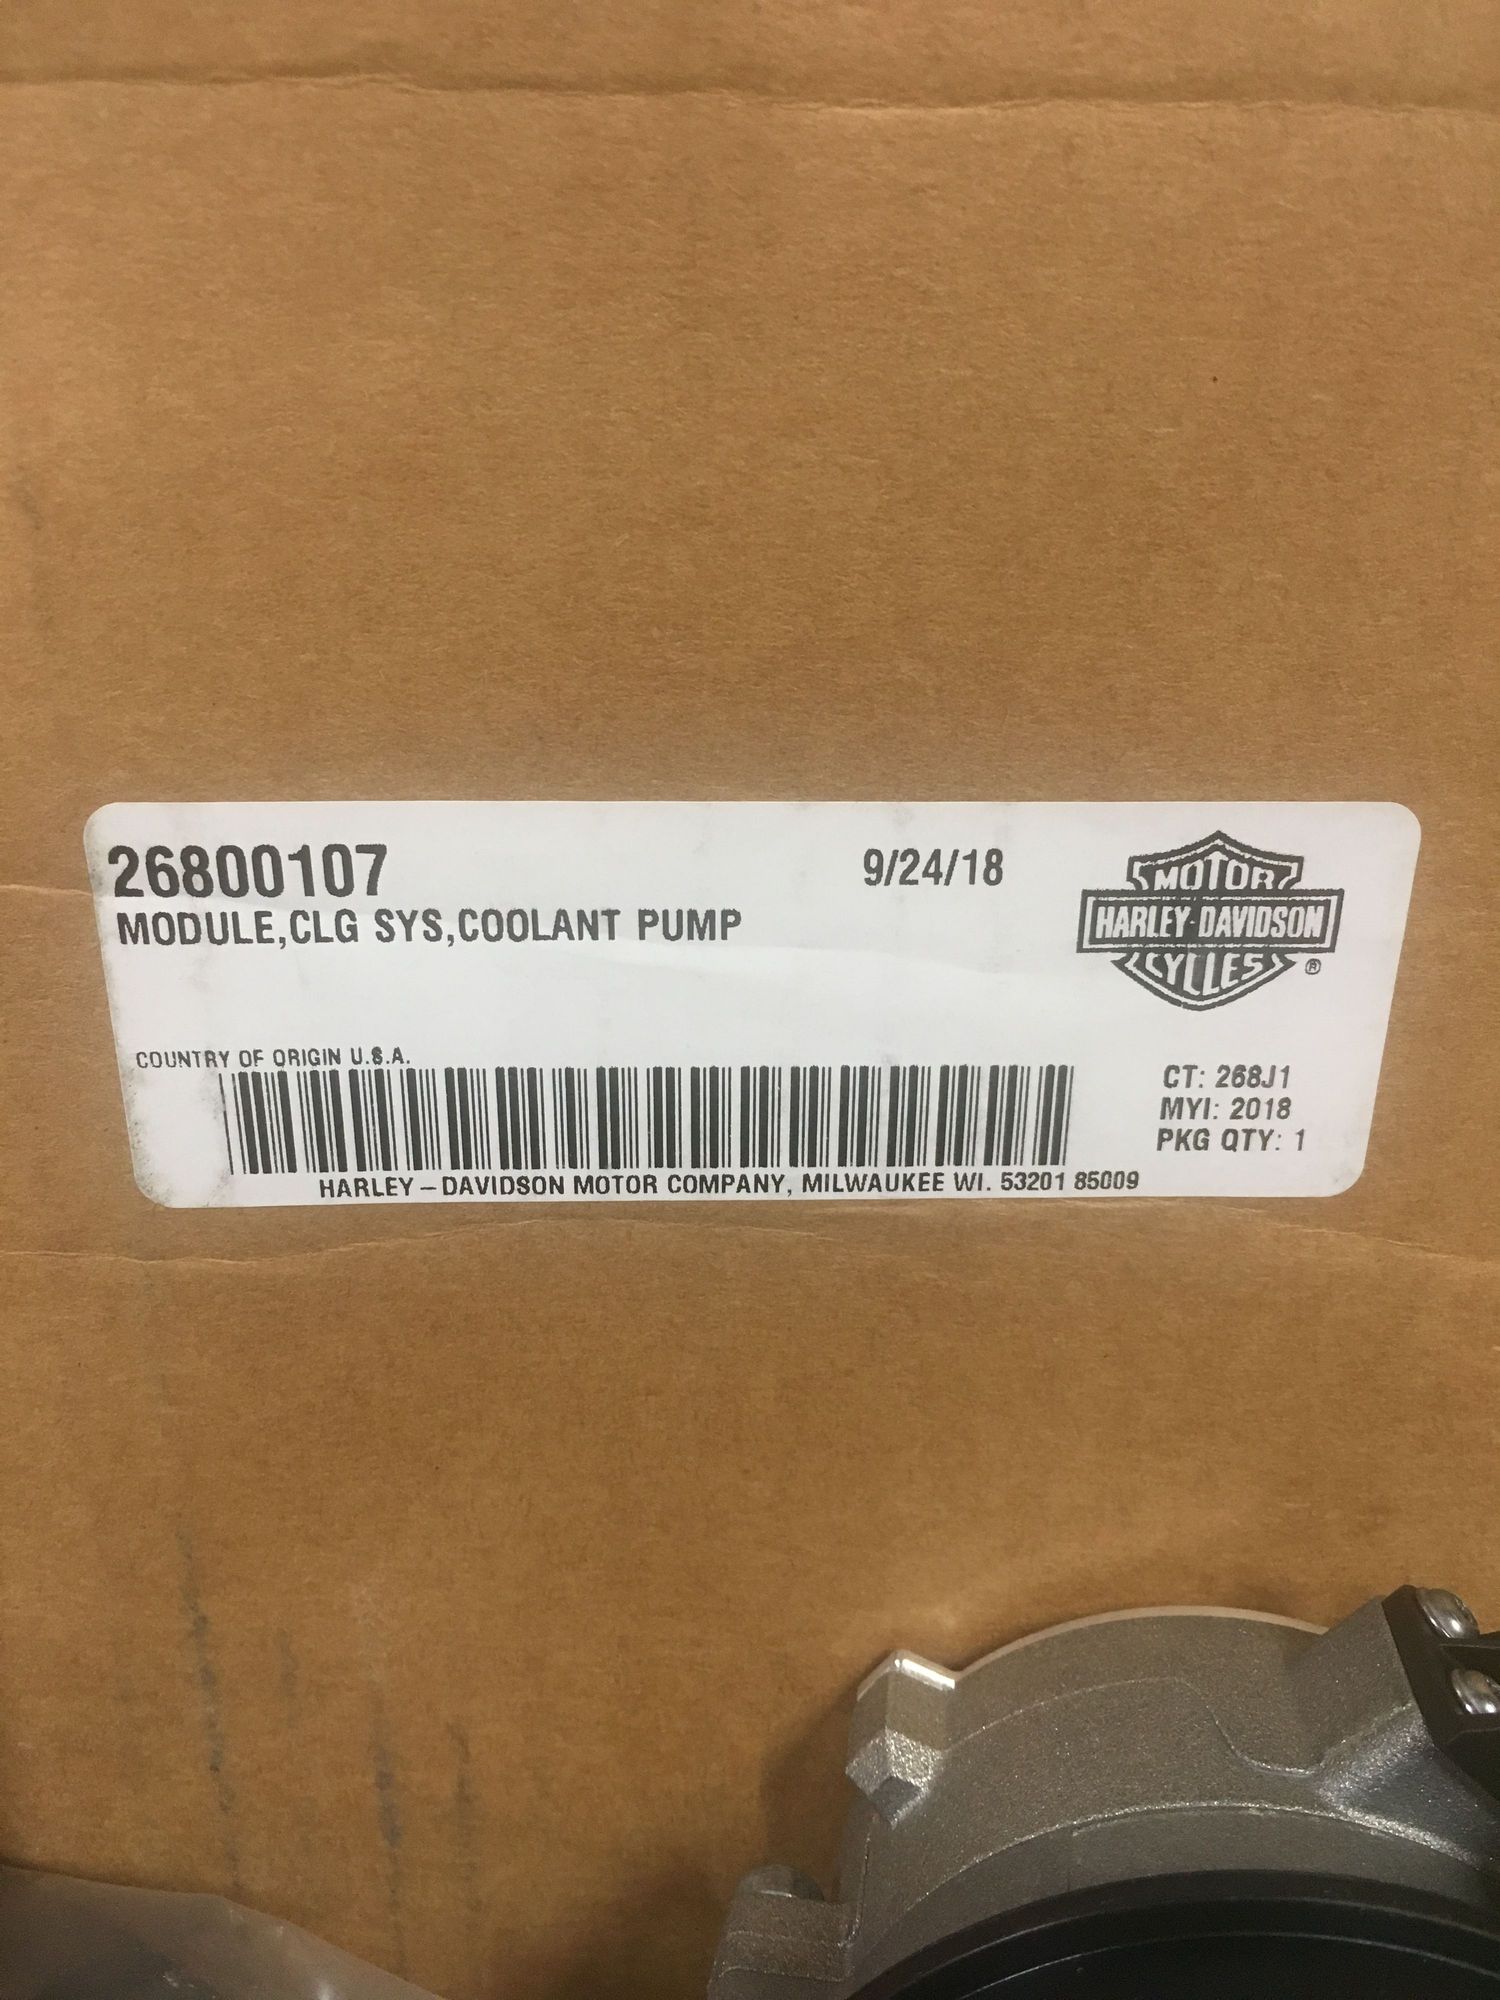 26800107
9/24/18
MODULE,CLG SYS,COOLANT PUMP
MOTOR
HARLEY-DAVIDSON
CYCLES
®
COUNTRY OF ORIGIN U.S.A.
CT: 268J1
MYI: 2018
PKG QTY: 1
HARLEY-DAVIDSON MOTOR COMPANY, MILWAUKEE WI. 53201 85009